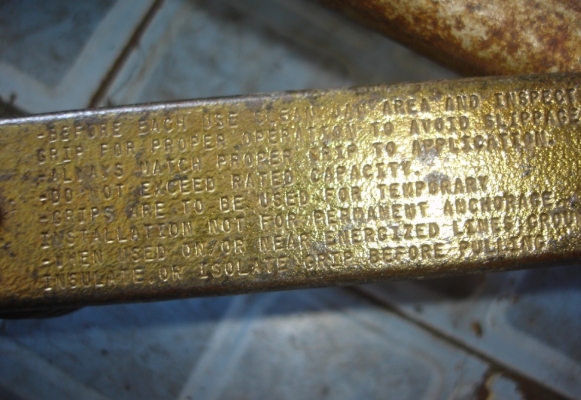 -BEFORE EACH USE CLEAN AREA AND INSPECT
GRIP FOR PROPER OPERATION TO AVOID SLIPPAGE
-ALWAYS MATCH PROPER GRIP TO APPLICATION.
-DO NOT EXCEED RATED CAPACITY.
-GRIPS ARE TO BE USED FOR TEMPORARY
INSTALLATION NOT FOR PERMANENT ANCHORAGE.
-WHEN USED ON OR NEAR ENERGIZED LINES,
INSULATE OR ISOLATE GRIP BEFORE PULLING